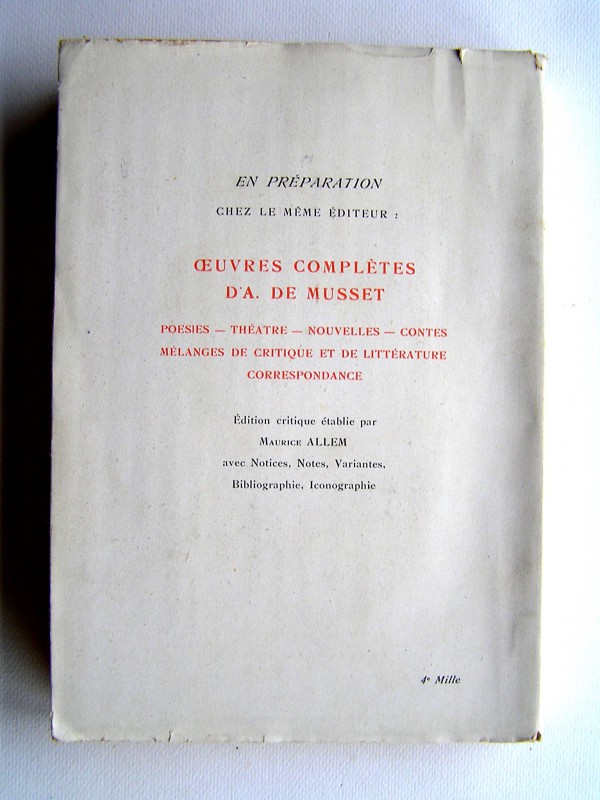 EN PRÉPARATION
CHEZ LE MÊME ÉDITEUR :
ŒUVRES COMPLÈTES
D'A. DE MUSSET
POESIES — THÉATRE — NOUVELLES — CONTES
MÉLANGES DE CRITIQUE ET DE LITTÉRATURE
CORRESPONDANCE
Édition critique établie par
MAURICE ALLEM
avec Notices, Notes, Variantes,
Bibliographie, Iconographie
4e Mille